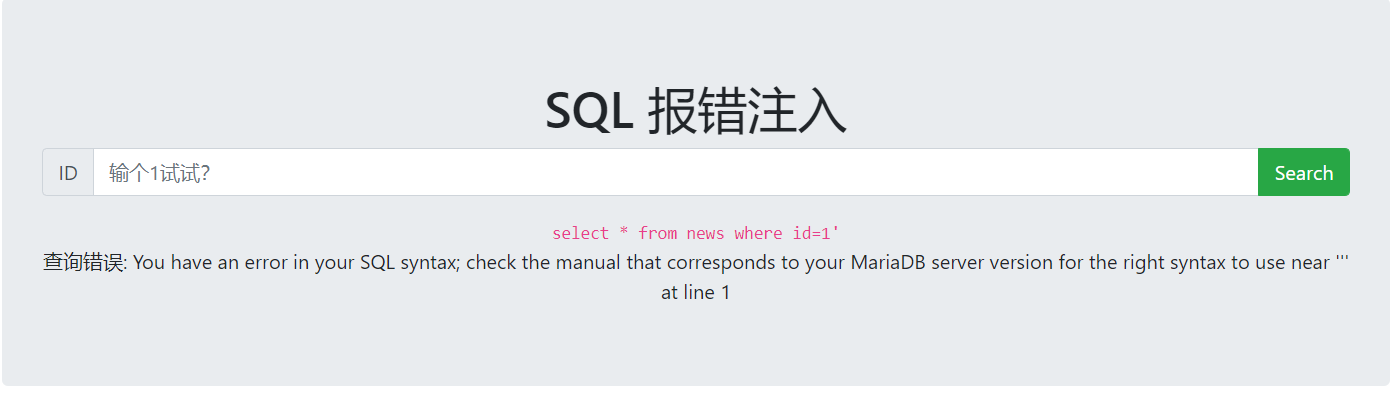 SQL 报错注入
ID 输个1试试？ Search
select * from news where id=1'
查询错误: You have an error in your SQL syntax; check the manual that corresponds to your MariaDB server version for the right syntax to use near '''
at line 1